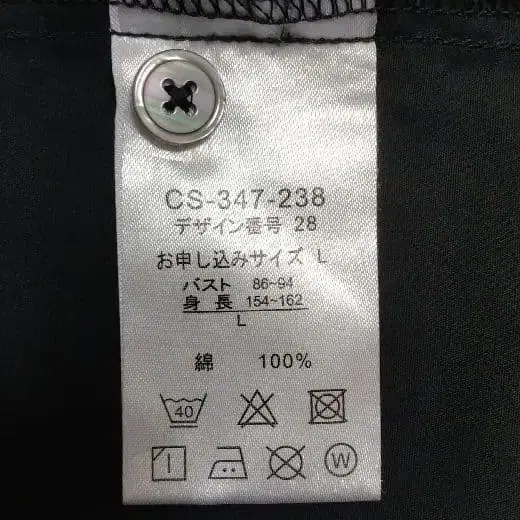 CS-347-238
デザイン番号 28
お申し込みサイズ L
バスト 86~94
身 長 154~162
L
綿 100%
40
W